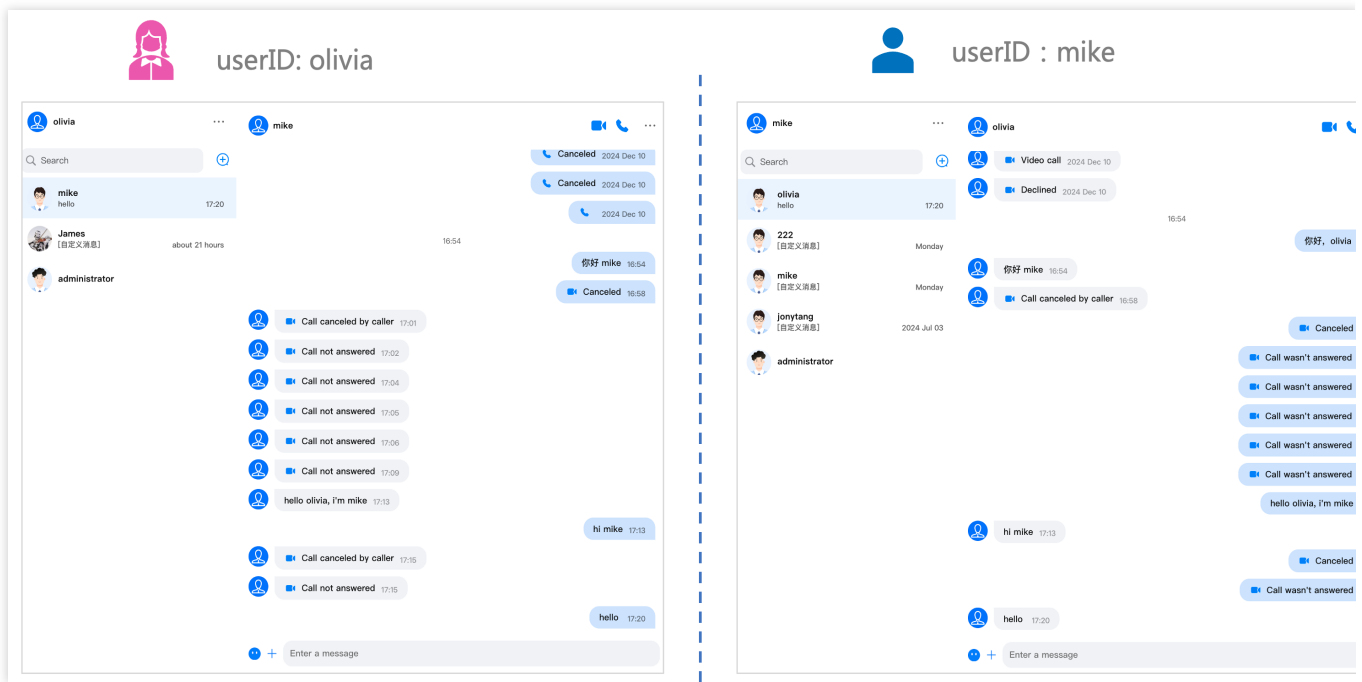 userID: olivia
olivia
...
Search
mike
hello
17:20
James
[自定义消息]
about 21 hours
administrator
mike
...
Canceled 2024 Dec 10
Canceled 2024 Dec 10
2024 Dec 10
16:54
你好 mike 16:54
Canceled 16:58
Call canceled by caller 17:01
Call not answered 17:02
Call not answered 17:04
Call not answered 17:05
Call not answered 17:06
Call not answered 17:09
hello olivia, i'm mike 17:13
hi mike 17:13
Call canceled by caller 17:15
Call not answered 17:15
hello 17:20
Enter a message
userID：mike
mike
...
Search
olivia
hello
17:20
222
[自定义消息]
Monday
mike
[自定义消息]
Monday
jonytang
[自定义消息]
2024 Jul 03
administrator
olivia
Video call 2024 Dec 10
Declined 2024 Dec 10
16:54
你好，olivia
你好 mike 16:54
Call canceled by caller 16:58
Canceled
Call wasn't answered
Call wasn't answered
Call wasn't answered
Call wasn't answered
Call wasn't answered
hello olivia, i'm mike
hi mike 17:13
Canceled
Call wasn't answered
hello 17:20
Enter a message